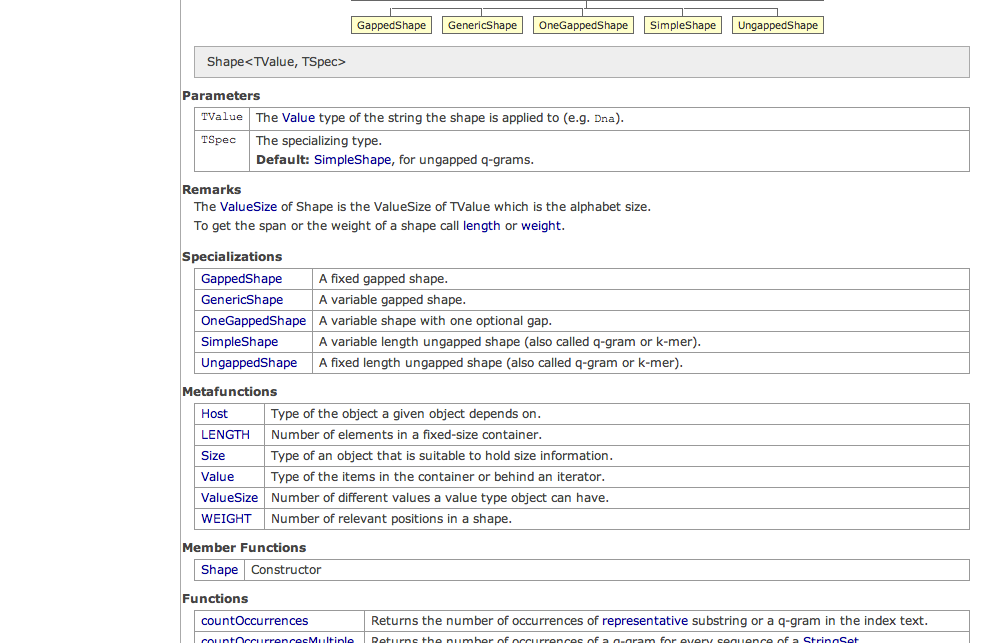 GappedShape GenericShape OneGappedShape SimpleShape UngappedShape
Shape<TValue, TSpec>
Parameters
TValue The Value type of the string the shape is applied to (e.g. Dna).
TSpec The specializing type.
Default: SimpleShape, for ungapped q-grams.
Remarks
The ValueSize of Shape is the ValueSize of TValue which is the alphabet size.
To get the span or the weight of a shape call length or weight.
Specializations
GappedShape A fixed gapped shape.
GenericShape A variable gapped shape.
OneGappedShape A variable shape with one optional gap.
SimpleShape A variable length ungapped shape (also called q-gram or k-mer).
UngappedShape A fixed length ungapped shape (also called q-gram or k-mer).
Metafunctions
Host Type of the object a given object depends on.
LENGTH Number of elements in a fixed-size container.
Size Type of an object that is suitable to hold size information.
Value Type of the items in the container or behind an iterator.
ValueSize Number of different values a value type object can have.
WEIGHT Number of relevant positions in a shape.
Member Functions
Shape Constructor
Functions
countOccurrences Returns the number of occurrences of representative substring or a q-gram in the index text.
countOccurrencesMultiple Returns the number of occurrences of a q-gram for every sequence of a StringSet.